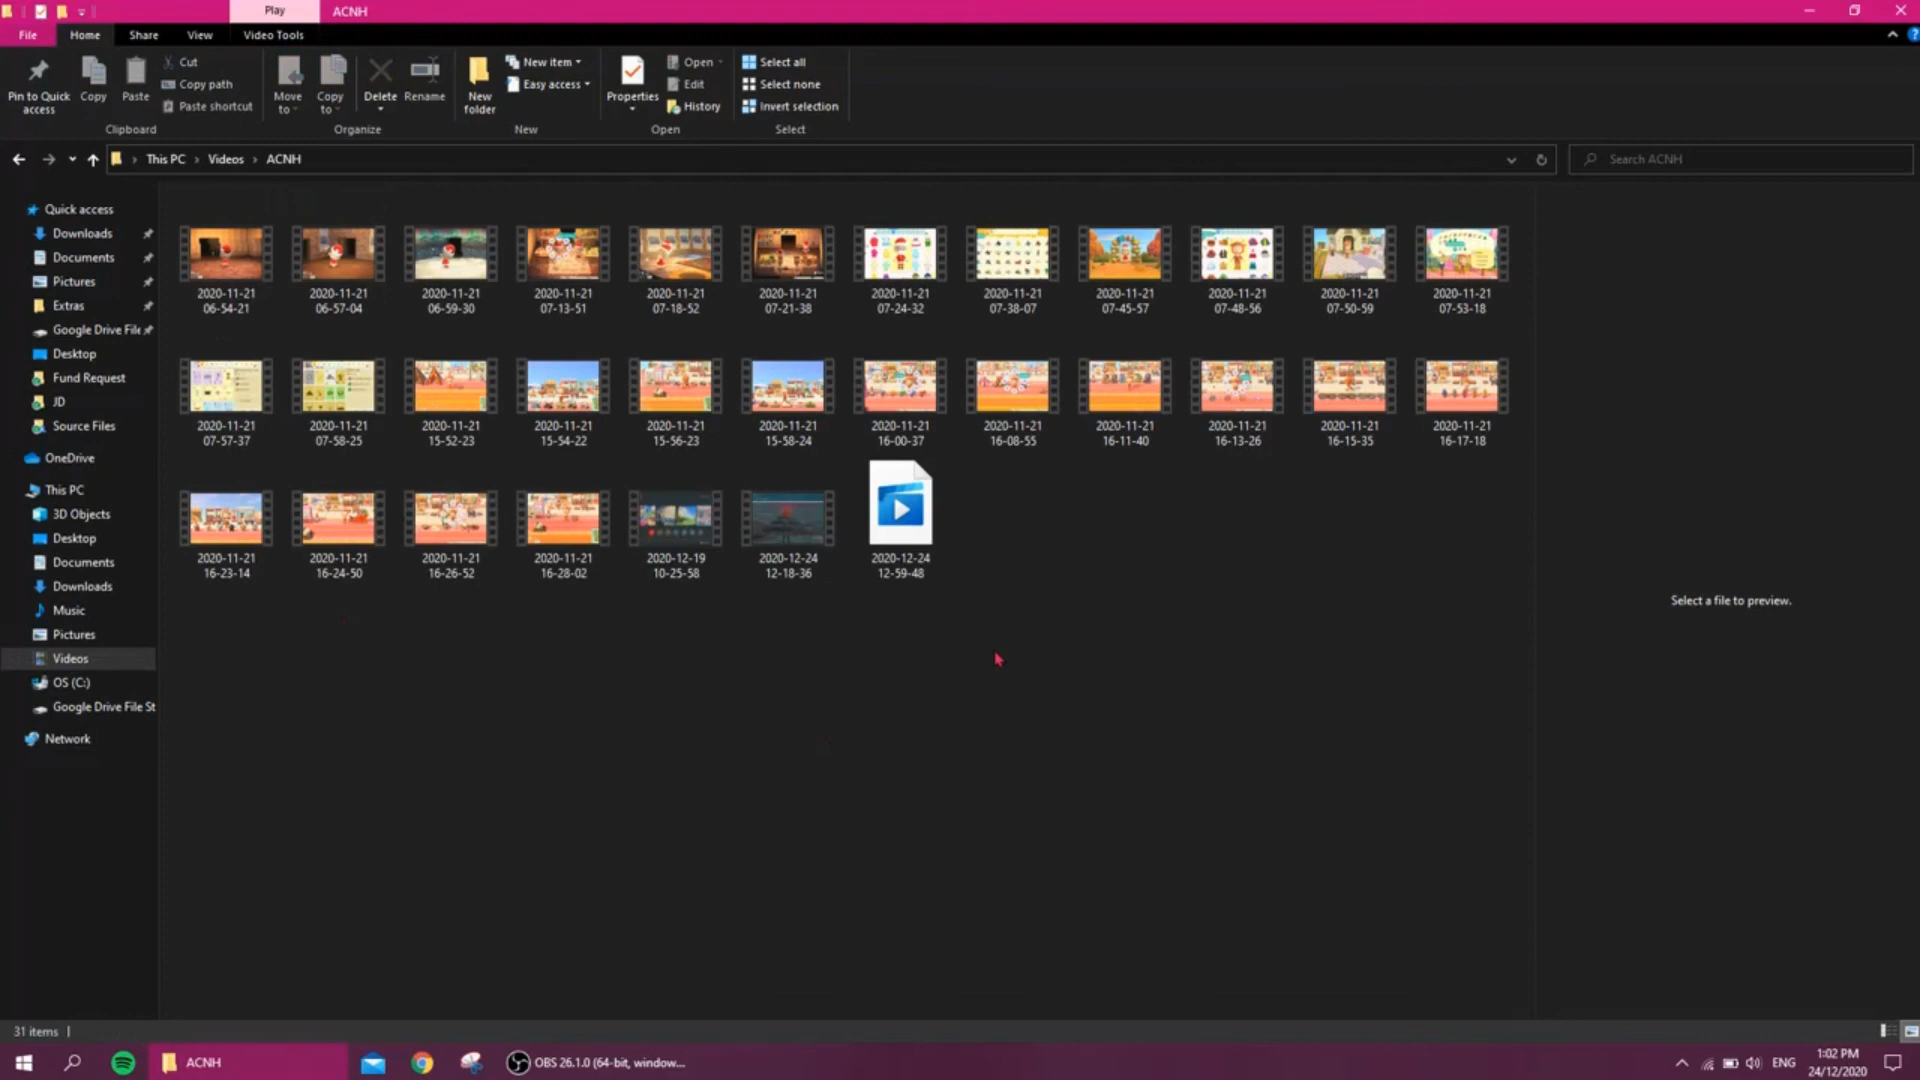 Play
ACNH
File
Home
Share
View
Video Tools
Pin to Quick access
Copy
Paste
Cut
Copy path
Paste shortcut
Clipboard
Move to
Copy to
Delete
Rename
Organize
New folder
New item
Easy access
New
Properties
Open
Edit
History
Open
Select all
Select none
Invert selection
Select
This PC
Videos
ACNH
Search ACNH
Quick access
Downloads
Documents
Pictures
Extras
Google Drive File
Desktop
Fund Request
JD
Source Files
OneDrive
This PC
3D Objects
Desktop
Documents
Downloads
Music
Pictures
Videos
OS (C:)
Google Drive File St
Network
2020-11-21 06-54-21
2020-11-21 06-57-04
2020-11-21 06-59-30
2020-11-21 07-13-51
2020-11-21 07-18-52
2020-11-21 07-21-38
2020-11-21 07-24-32
2020-11-21 07-38-07
2020-11-21 07-45-57
2020-11-21 07-48-56
2020-11-21 07-50-59
2020-11-21 07-53-18
2020-11-21 07-57-37
2020-11-21 07-58-25
2020-11-21 15-52-23
2020-11-21 15-54-22
2020-11-21 15-56-23
2020-11-21 15-58-24
2020-11-21 16-00-37
2020-11-21 16-08-55
2020-11-21 16-11-40
2020-11-21 16-13-26
2020-11-21 16-15-35
2020-11-21 16-17-18
2020-11-21 16-23-14
2020-11-21 16-24-50
2020-11-21 16-26-52
2020-11-21 16-28-02
2020-12-19 10-25-58
2020-12-24 12-18-36
2020-12-24 12-59-48
Select a file to preview.
31 items
ACNH
OBS 26.1.0 (64-bit, window...
ENG
1:02 PM
24/12/2020